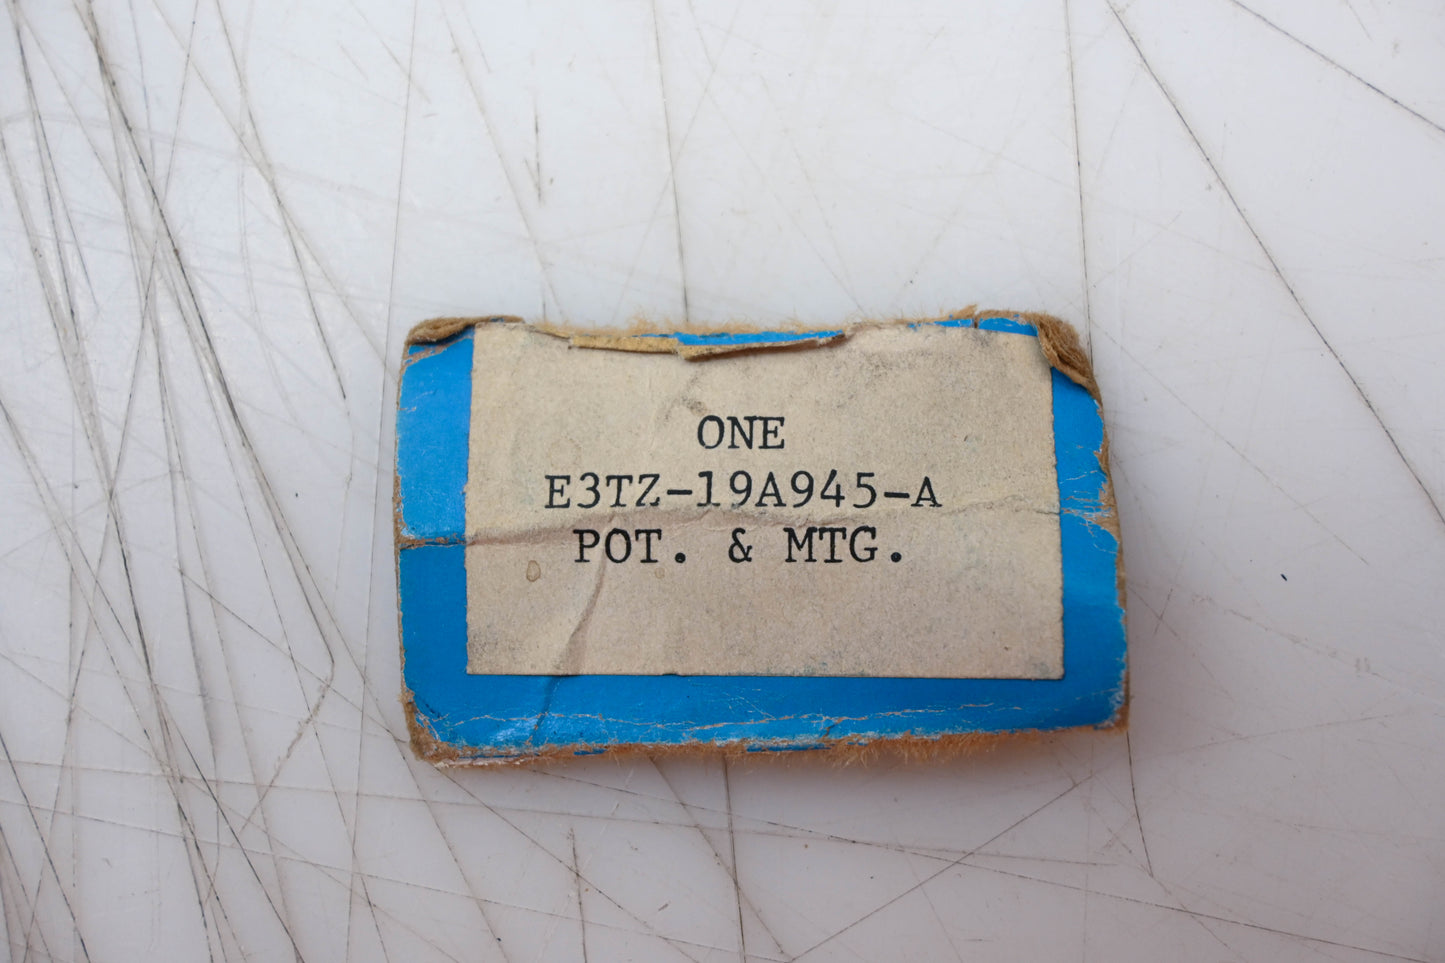 ONE
E3TZ-19A945-A
POT. & MTG.